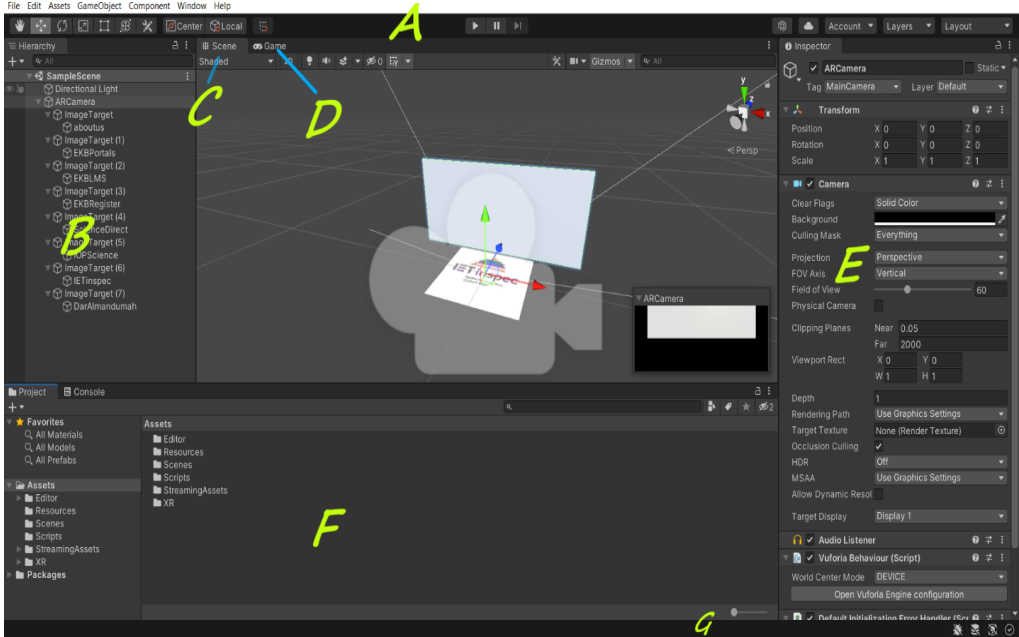 File Edit Assets GameObject Component Window Help
A
Center Local Account Layers Layout
Hierarchy
All
SampleScene
Directional Light
ARCamera
ImageTarget
aboutus
ImageTarget (1)
EKBPortals
ImageTarget (2)
EKBLMS
ImageTarget (3)
EKBRegister
ImageTarget (4)
ScienceDirect
ImageTarget (5)
IOPScience
ImageTarget (6)
IETinspec
ImageTarget (7)
DarAlmandumah
B
Scene Game
Shaded 2D 0 Gizmos All
C
D
y
z
x
Persp
IETinspec
ARCamera
Inspector
ARCamera Static
Tag MainCamera Layer Default
Transform
Position X 0 Y 0 Z 0
Rotation X 0 Y 0 Z 0
Scale X 1 Y 1 Z 1
Camera
Clear Flags Solid Color
Background
Culling Mask Everything
Projection Perspective
FOV Axis Vertical
Field of View 60
Physical Camera
E
Clipping Planes Near 0.05
Far 2000
Viewport Rect X 0 Y 0
W 1 H 1
Depth 1
Rendering Path Use Graphics Settings
Target Texture None (Render Texture)
Occlusion Culling
HDR Off
MSAA Use Graphics Settings
Allow Dynamic Resol
Target Display Display 1
Audio Listener
Vuforia Behaviour (Script)
World Center Mode DEVICE
Open Vuforia Engine configuration
Default Initialization Error Handler (Scr
Project Console
2
Favorites
All Materials
All Models
All Prefabs
Assets
Editor
Resources
Scenes
Scripts
StreamingAssets
XR
Packages
Assets
Editor
Resources
Scenes
Scripts
StreamingAssets
XR
F
G